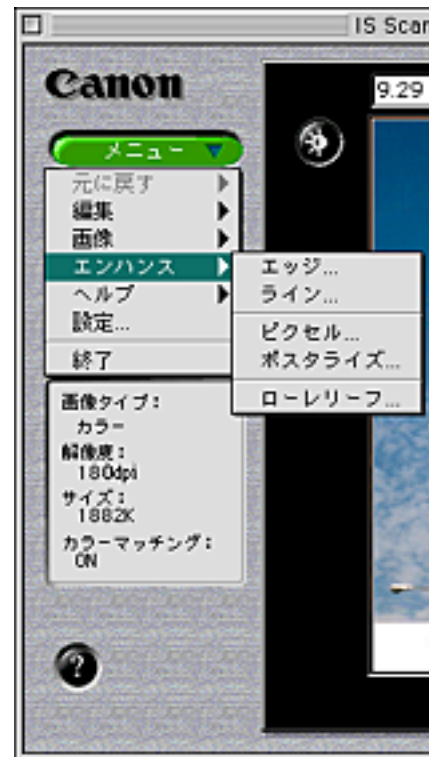 IS Scan
Canon
9.29
メニュー
元に戻す
編集
画像
エンハンス
エッジ...
ライン...
ヘルプ
設定...
ピクセル...
ポスタライズ...
終了
ローレリーフ...
画像タイプ:
カラー
解像度:
180dpi
サイズ:
1882K
カラーマッチング:
ON
?